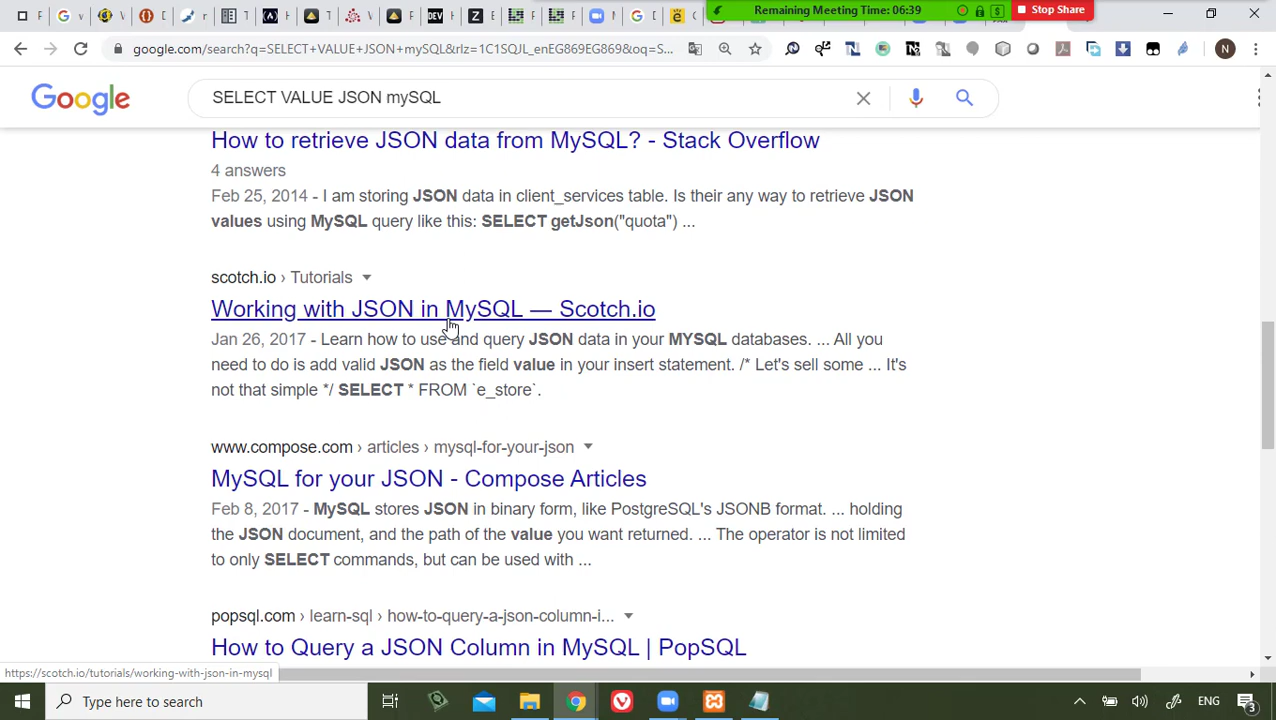 Remaining Meeting Time: 06:39
Stop Share
google.com/search?q=SELECT+VALUE+JSON+mySQL&rlz=1C1SQJL_enEG869EG869&oq=S...
N
Google
SELECT VALUE JSON mySQL
How to retrieve JSON data from MySQL? - Stack Overflow
4 answers
Feb 25, 2014 - I am storing JSON data in client_services table. Is their any way to retrieve JSON
values using MySQL query like this: SELECT getJson("quota") ...
scotch.io › Tutorials
Working with JSON in MySQL — Scotch.io
Jan 26, 2017 - Learn how to use and query JSON data in your MYSQL databases. ... All you
need to do is add valid JSON as the field value in your insert statement. /* Let's sell some ... It's
not that simple */ SELECT * FROM `e_store`.
www.compose.com › articles › mysql-for-your-json
MySQL for your JSON - Compose Articles
Feb 8, 2017 - MySQL stores JSON in binary form, like PostgreSQL's JSONB format. ... holding
the JSON document, and the path of the value you want returned. ... The operator is not limited
to only SELECT commands, but can be used with ...
popsql.com › learn-sql › how-to-query-a-json-column-i...
How to Query a JSON Column in MySQL | PopSQL
https://scotch.io/tutorials/working-with-json-in-mysql
Type here to search
ENG
3